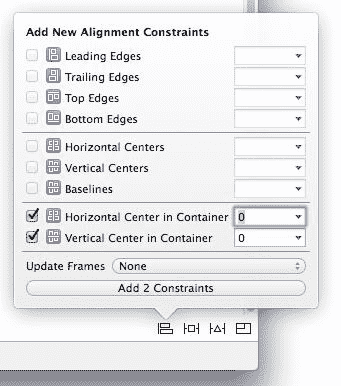 Add New Alignment Constraints
Leading Edges
Trailing Edges
Top Edges
Bottom Edges
Horizontal Centers
Vertical Centers
Baselines
Horizontal Center in Container 0
Vertical Center in Container 0
Update Frames None
Add 2 Constraints